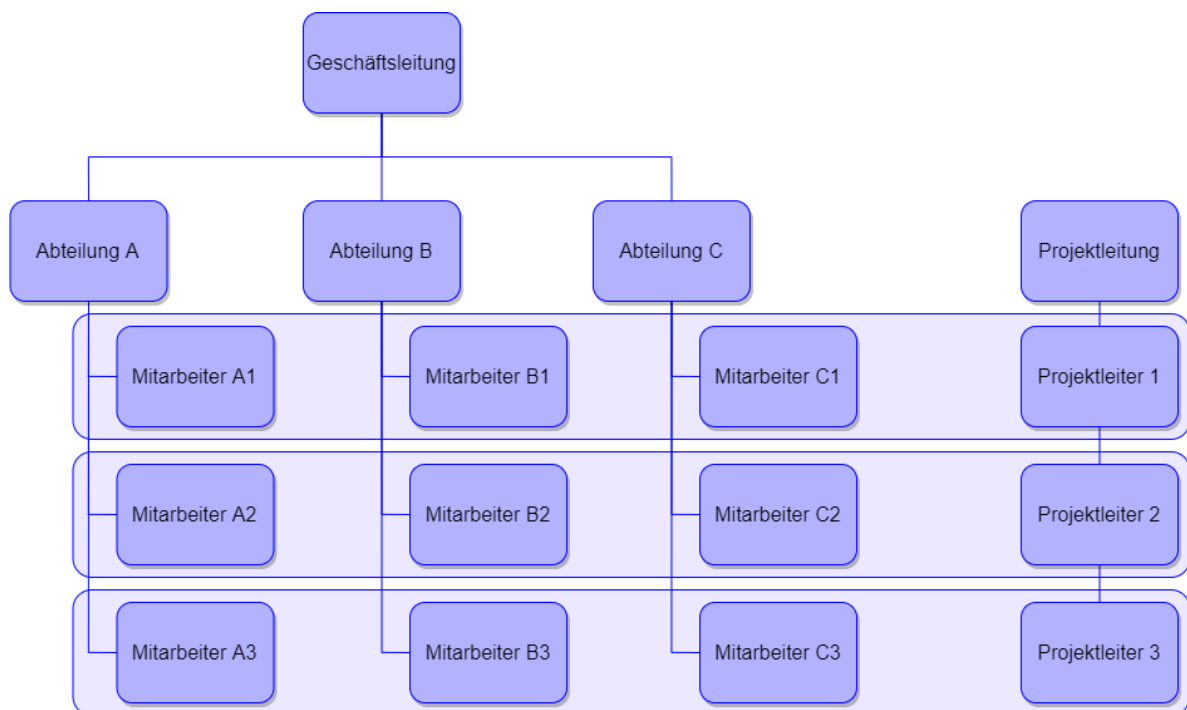 Geschäftsleitung
Abteilung A
Abteilung B
Abteilung C
Projektleitung
Mitarbeiter A1
Mitarbeiter B1
Mitarbeiter C1
Projektleiter 1
Mitarbeiter A2
Mitarbeiter B2
Mitarbeiter C2
Projektleiter 2
Mitarbeiter A3
Mitarbeiter B3
Mitarbeiter C3
Projektleiter 3